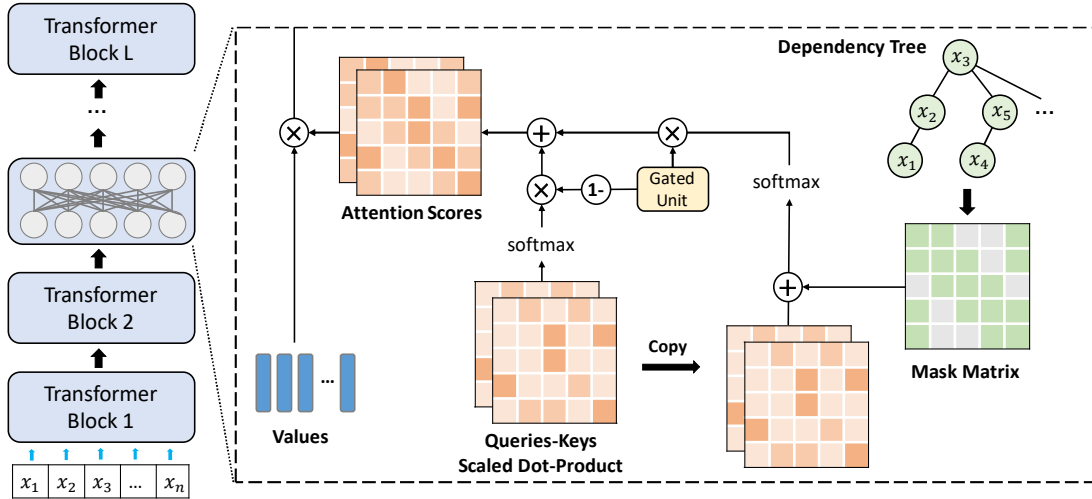 Transformer
Block L
...
Transformer
Block 2
Transformer
Block 1
x₁ x₂ x₃ ... xₙ
Dependency Tree
x₃
x₂ x₅ ...
x₁ x₄
× + ×
Attention Scores
× 1- Gated
Unit
softmax
softmax
+
Copy
Mask Matrix
...
Values
Queries-Keys
Scaled Dot-Product